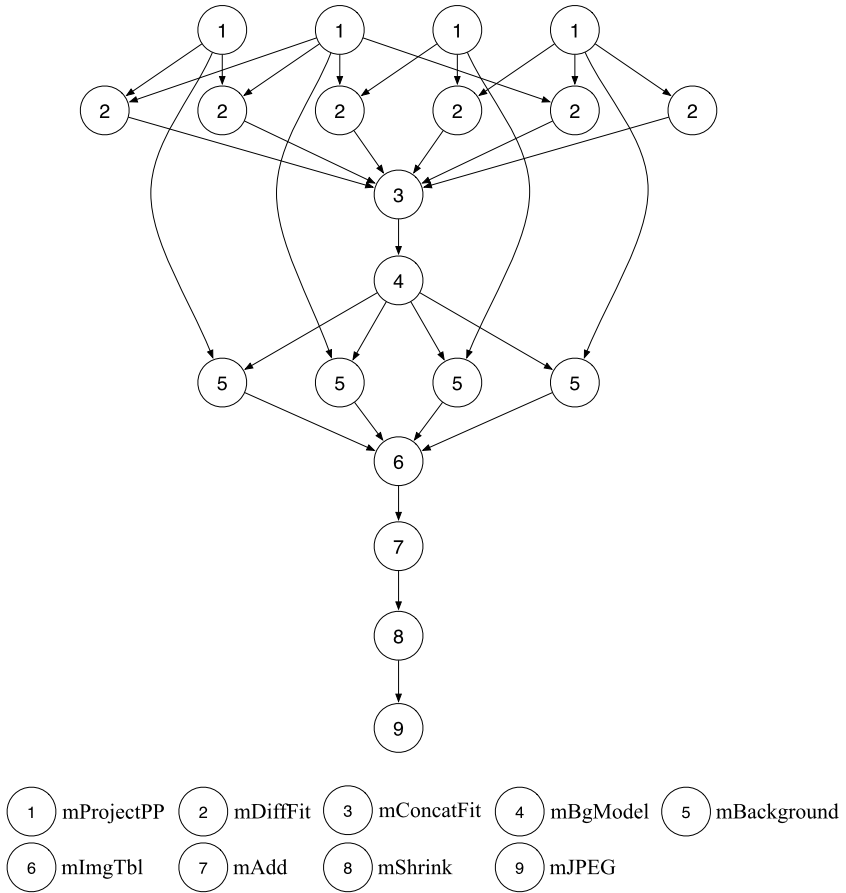 1 1 1 1
2 2 2 2 2 2
3
4
5 5 5 5
6
7
8
9
1 mProjectPP 2 mDiffFit 3 mConcatFit 4 mBgModel 5 mBackground
6 mImgTbl 7 mAdd 8 mShrink 9 mJPEG